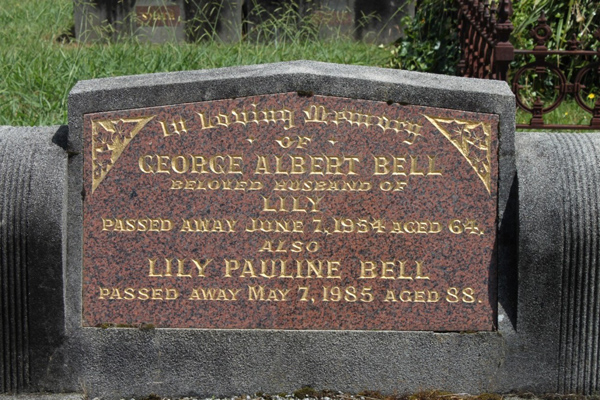 In Loving Memory
· OF ·
GEORGE ALBERT BELL
BELOVED HUSBAND OF
LILY
PASSED AWAY JUNE 7, 1954 AGED 64.
ALSO
LILY PAULINE BELL
PASSED AWAY MAY 7, 1985 AGED 88.